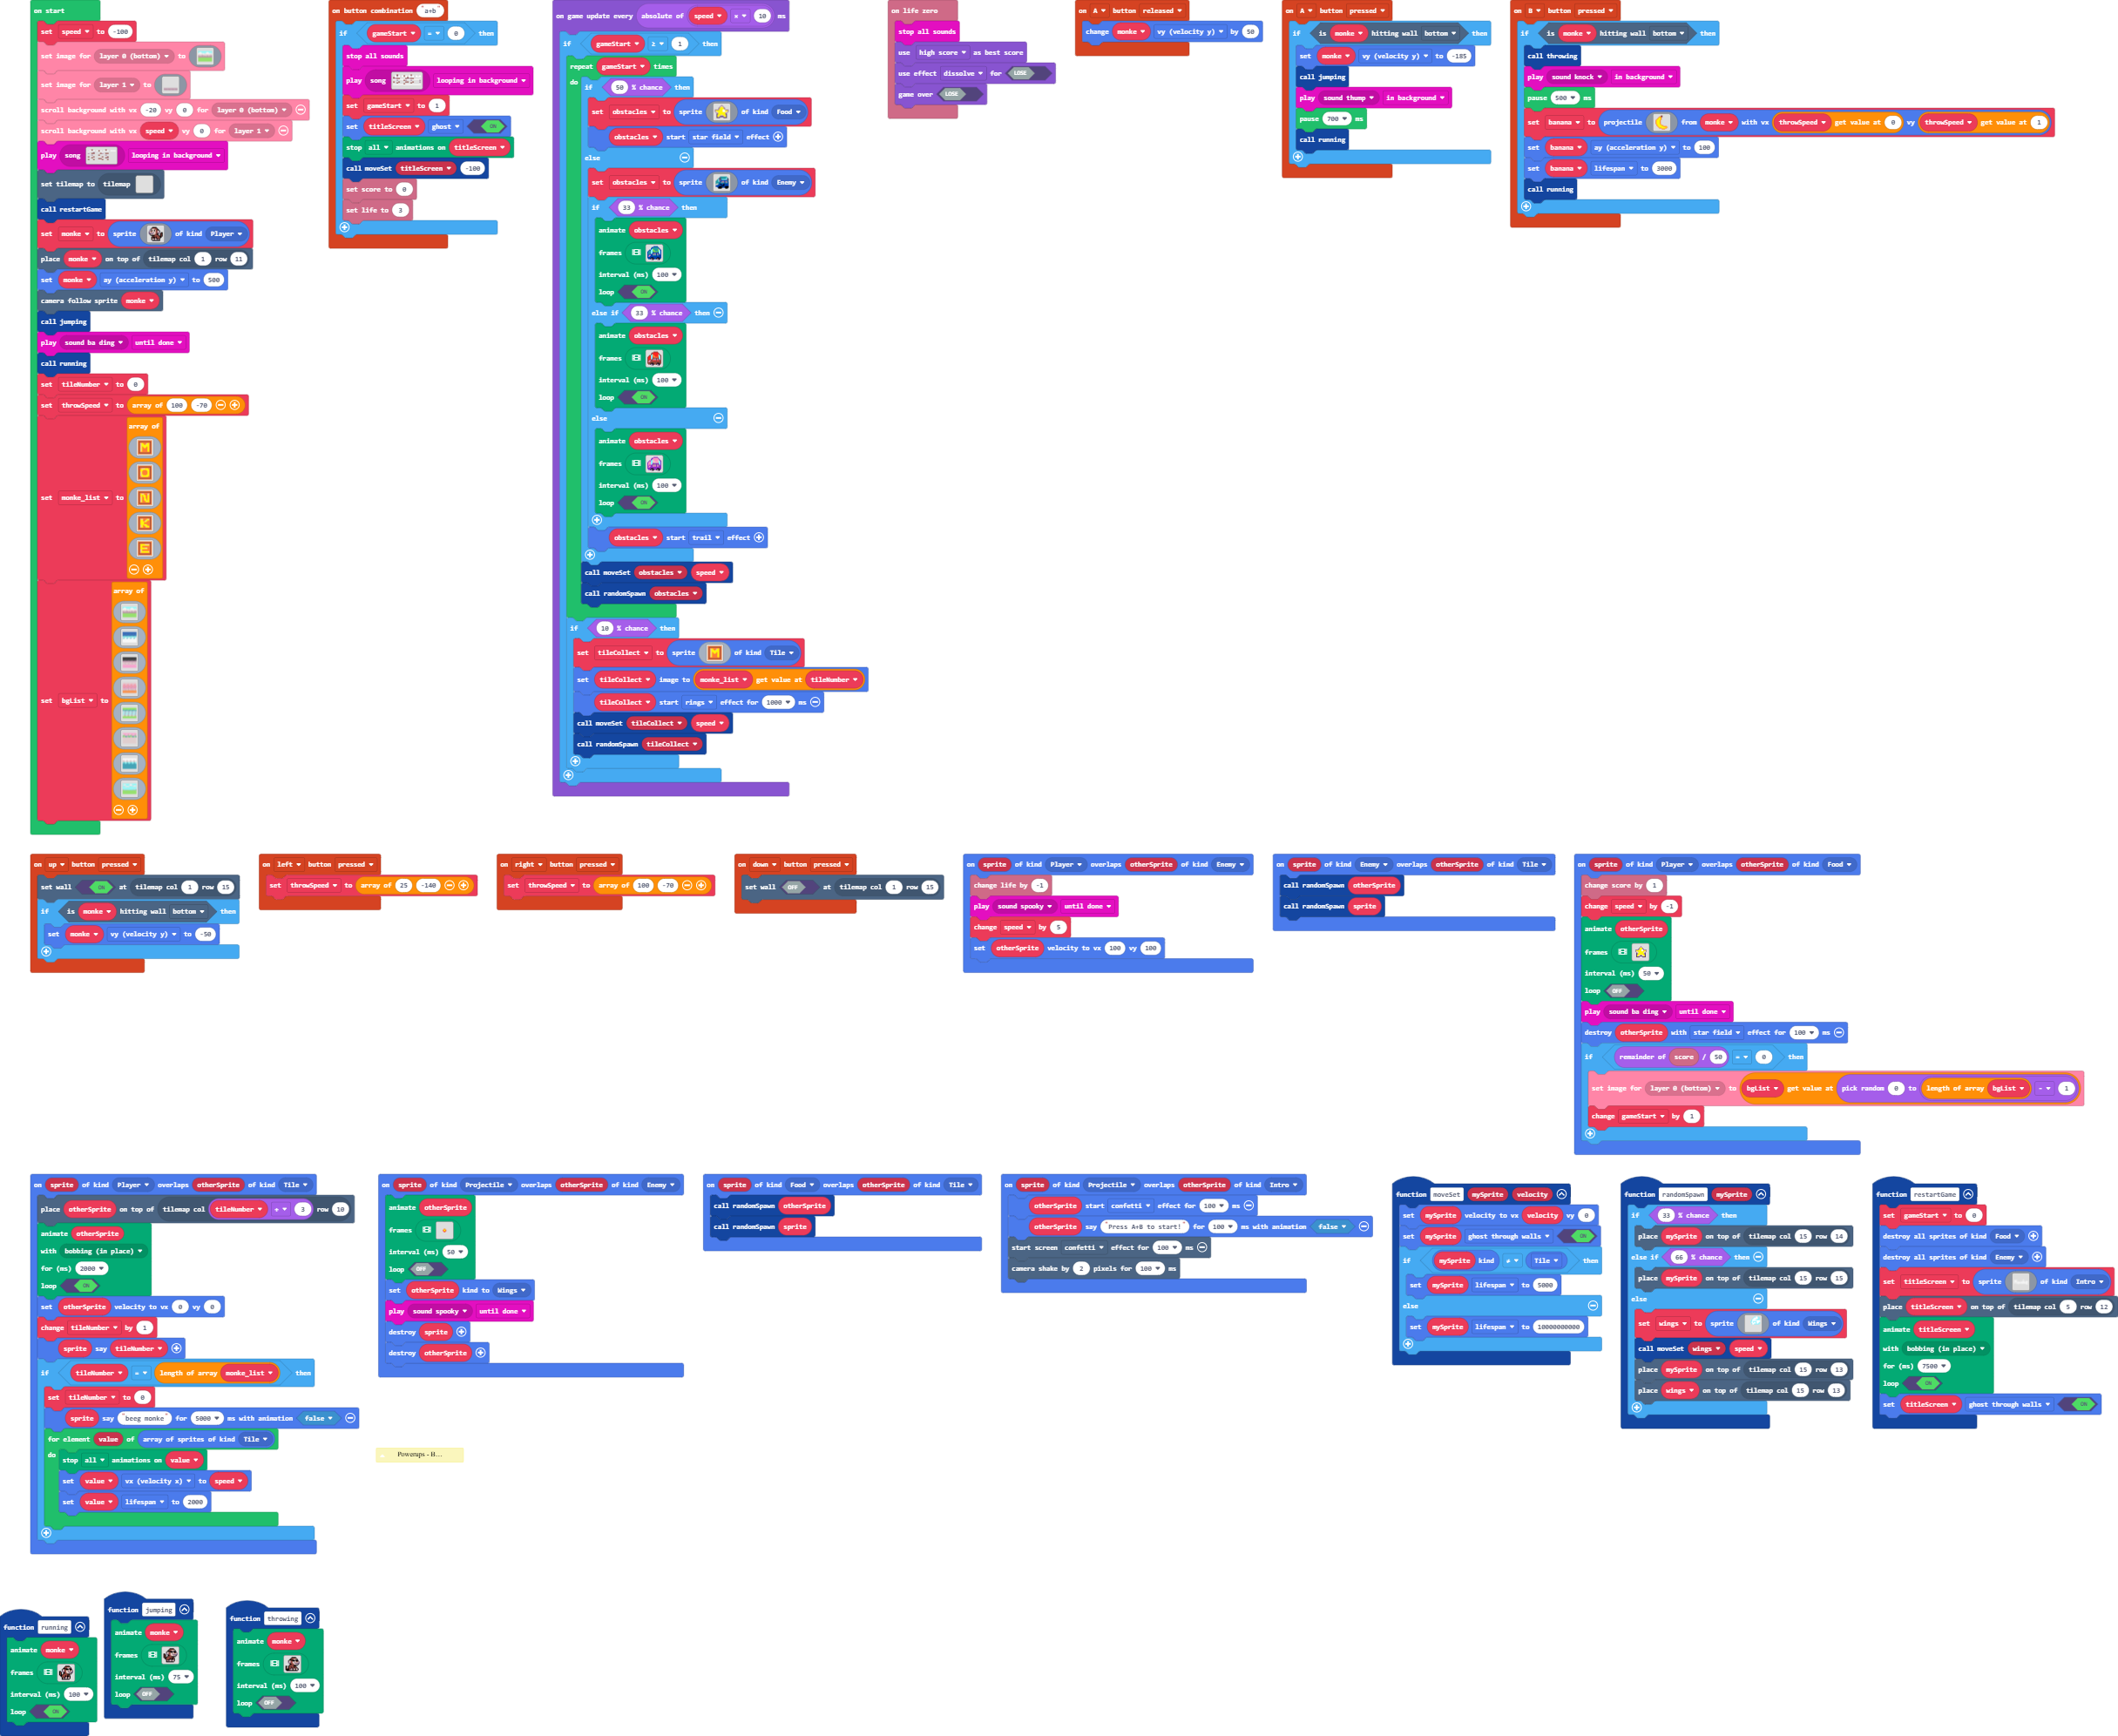 on start
set speed to -100
set image for layer 0 (bottom) to
set image for layer 1 to
scroll background with vx -20 vy 0 for layer 0 (bottom)
scroll background with vx speed vy 0 for layer 1
play song looping in background
set tilemap to tilemap
call restartGame
set monke to sprite of kind Player
place monke on top of tilemap col 1 row 11
set monke ay (acceleration y) to 500
camera follow sprite monke
call jumping
play sound ba ding until done
call running
set tileNumber to 0
set throwSpeed to array of 100 -70
array of
M
O
set monke_list to N
K
E
array of
set bgList to
on button combination "a+b"
if gameStart = 0 then
stop all sounds
play song looping in background
set gameStart to 1
set titleScreen ghost ON
stop all animations on titleScreen
call moveSet titleScreen -100
set score to 0
set life to 3
on game update every absolute of speed × 10 ms
if gameStart ≥ 1 then
repeat gameStart times
do if 50 % chance then
set obstacles to sprite of kind Food
obstacles start star field effect
else
set obstacles to sprite of kind Enemy
if 33 % chance then
animate obstacles
frames
interval (ms) 100
loop ON
else if 33 % chance then
animate obstacles
frames
interval (ms) 100
loop ON
else
animate obstacles
frames
interval (ms) 100
loop ON
obstacles start trail effect
call moveSet obstacles speed
call randomSpawn obstacles
if 10 % chance then
set tileCollect to sprite M of kind Tile
set tileCollect image to monke_list get value at tileNumber
tileCollect start rings effect for 1000 ms
call moveSet tileCollect speed
call randomSpawn tileCollect
on life zero
stop all sounds
use high score as best score
use effect dissolve for LOSE
game over LOSE
on A button released
change monke vy (velocity y) by 50
on A button pressed
if is monke hitting wall bottom then
set monke vy (velocity y) to -185
call jumping
play sound thump in background
pause 700 ms
call running
on B button pressed
if is monke hitting wall bottom then
call throwing
play sound knock in background
pause 500 ms
set banana to projectile from monke with vx throwSpeed get value at 0 vy throwSpeed get value at 1
set banana ay (acceleration y) to 100
set banana lifespan to 3000
call running
on up button pressed
set wall ON at tilemap col 1 row 15
if is monke hitting wall bottom then
set monke vy (velocity y) to -50
on left button pressed
set throwSpeed to array of 25 -140
on right button pressed
set throwSpeed to array of 100 -70
on down button pressed
set wall OFF at tilemap col 1 row 15
on sprite of kind Player overlaps otherSprite of kind Enemy
change life by -1
play sound spooky until done
change speed by 5
set otherSprite velocity to vx 100 vy 100
on sprite of kind Enemy overlaps otherSprite of kind Tile
call randomSpawn otherSprite
call randomSpawn sprite
on sprite of kind Player overlaps otherSprite of kind Food
change score by 1
change speed by -1
animate otherSprite
frames
interval (ms) 50
loop OFF
play sound ba ding until done
destroy otherSprite with star field effect for 100 ms
if remainder of score / 50 = 0 then
set image for layer 0 (bottom) to bgList get value at pick random 0 to length of array bgList - 1
change gameStart by 1
on sprite of kind Player overlaps otherSprite of kind Tile
place otherSprite on top of tilemap col tileNumber + 3 row 10
animate otherSprite
with bobbing (in place)
for (ms) 2000
loop ON
set otherSprite velocity to vx 0 vy 0
change tileNumber by 1
sprite say tileNumber
if tileNumber = length of array monke_list then
set tileNumber to 0
sprite say "beeg monke" for 5000 ms with animation false
for element value of array of sprites of kind Tile
do stop all animations on value
set value vx (velocity x) to speed
set value lifespan to 2000
on sprite of kind Projectile overlaps otherSprite of kind Enemy
animate otherSprite
frames
interval (ms) 50
loop OFF
set otherSprite kind to Wings
play sound spooky until done
destroy sprite
destroy otherSprite
Powerups - B...
on sprite of kind Food overlaps otherSprite of kind Tile
call randomSpawn otherSprite
call randomSpawn sprite
on sprite of kind Projectile overlaps otherSprite of kind Intro
otherSprite start confetti effect for 100 ms
otherSprite say "Press A+B to start!" for 100 ms with animation false
start screen confetti effect for 100 ms
camera shake by 2 pixels for 100 ms
function moveSet mySprite velocity
set mySprite velocity to vx velocity vy 0
set mySprite ghost through walls ON
if mySprite kind ≠ Tile then
set mySprite lifespan to 5000
else
set mySprite lifespan to 10000000000
function randomSpawn mySprite
if 33 % chance then
place mySprite on top of tilemap col 15 row 14
else if 66 % chance then
place mySprite on top of tilemap col 15 row 15
else
set wings to sprite of kind Wings
call moveSet wings speed
place mySprite on top of tilemap col 15 row 13
place wings on top of tilemap col 15 row 13
function restartGame
set gameStart to 0
destroy all sprites of kind Food
destroy all sprites of kind Enemy
set titleScreen to sprite of kind Intro
place titleScreen on top of tilemap col 5 row 12
animate titleScreen
with bobbing (in place)
for (ms) 7500
loop ON
set titleScreen ghost through walls ON
function running
animate monke
frames
interval (ms) 100
loop ON
function jumping
animate monke
frames
interval (ms) 75
loop OFF
function throwing
animate monke
frames
interval (ms) 100
loop OFF